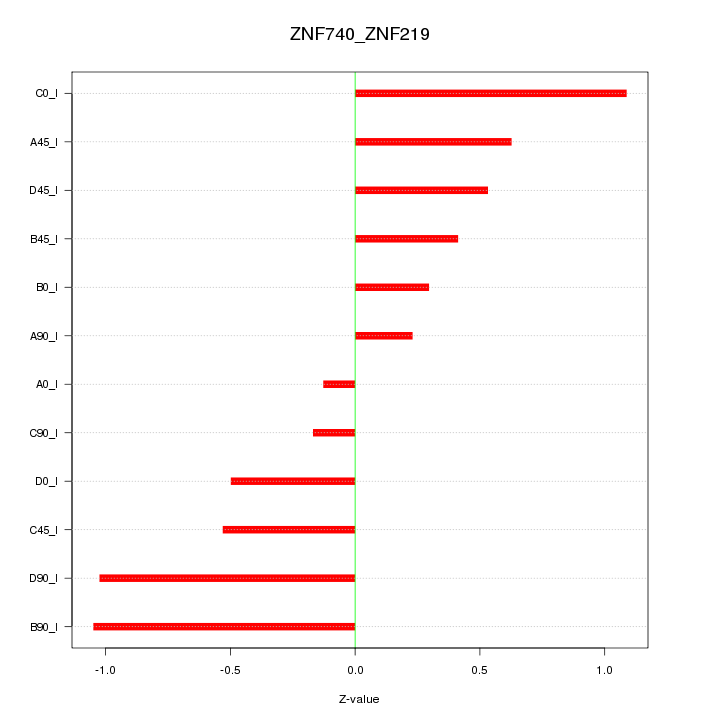 ZNF740_ZNF219
C0_I
A45_I
D45_I
B45_I
B0_I
A90_I
A0_I
C90_I
D0_I
C45_I
D90_I
B90_I
-1.0 -0.5 0.0 0.5 1.0
Z-value